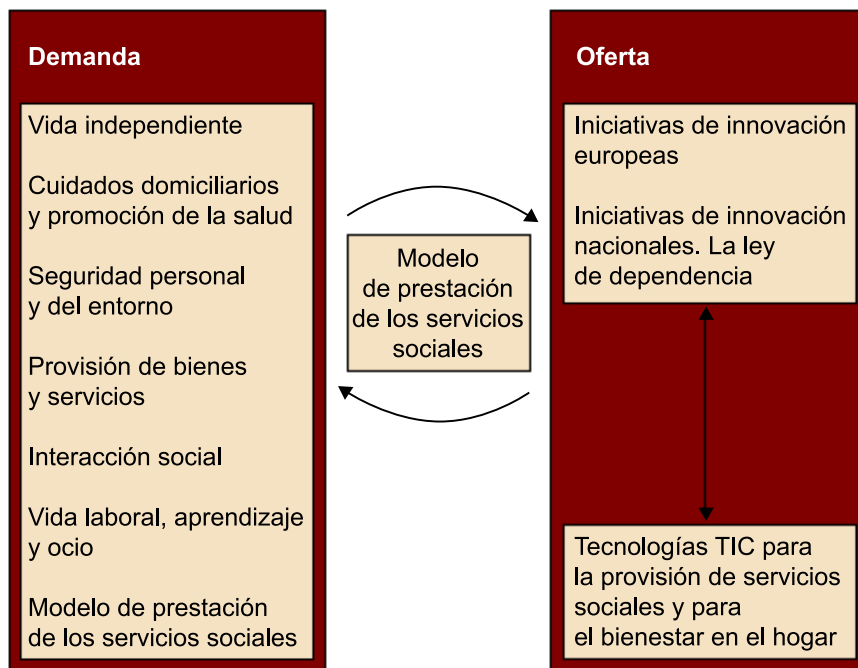 Demanda
Vida independiente
Cuidados domiciliarios
y promoción de la salud
Seguridad personal
y del entorno
Provisión de bienes
y servicios
Interacción social
Vida laboral, aprendizaje
y ocio
Modelo de prestación
de los servicios sociales
Modelo
de prestación
de los servicios
sociales
Oferta
Iniciativas de innovación
europeas
Iniciativas de innovación
nacionales. La ley
de dependencia
Tecnologías TIC para
la provisión de servicios
sociales y para
el bienestar en el hogar